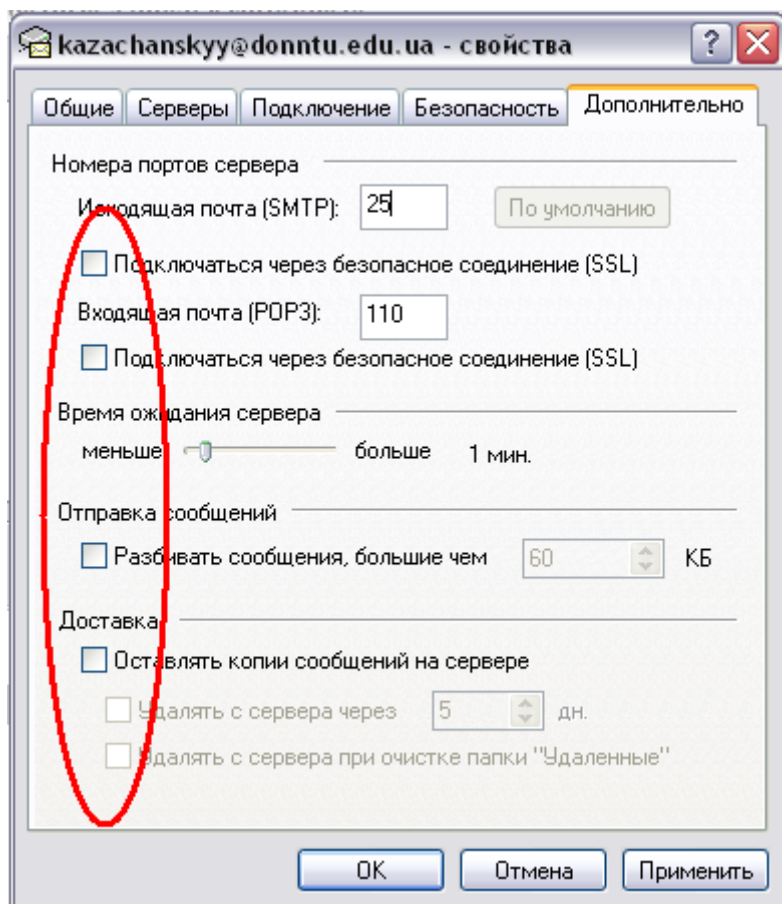 kazachanskyy@donntu.edu.ua - свойства
Общие Серверы Подключение Безопасность Дополнительно
Номера портов сервера
Исходящая почта (SMTP): 25 По умолчанию
Подключаться через безопасное соединение (SSL)
Входящая почта (POP3): 110
Подключаться через безопасное соединение (SSL)
Время ожидания сервера
меньше больше 1 мин.
Отправка сообщений
Разбивать сообщения, большие чем 60 КБ
Доставка
Оставлять копии сообщений на сервере
Удалять с сервера через 5 дн.
Удалять с сервера при очистке папки "Удаленные"
OK Отмена Применить